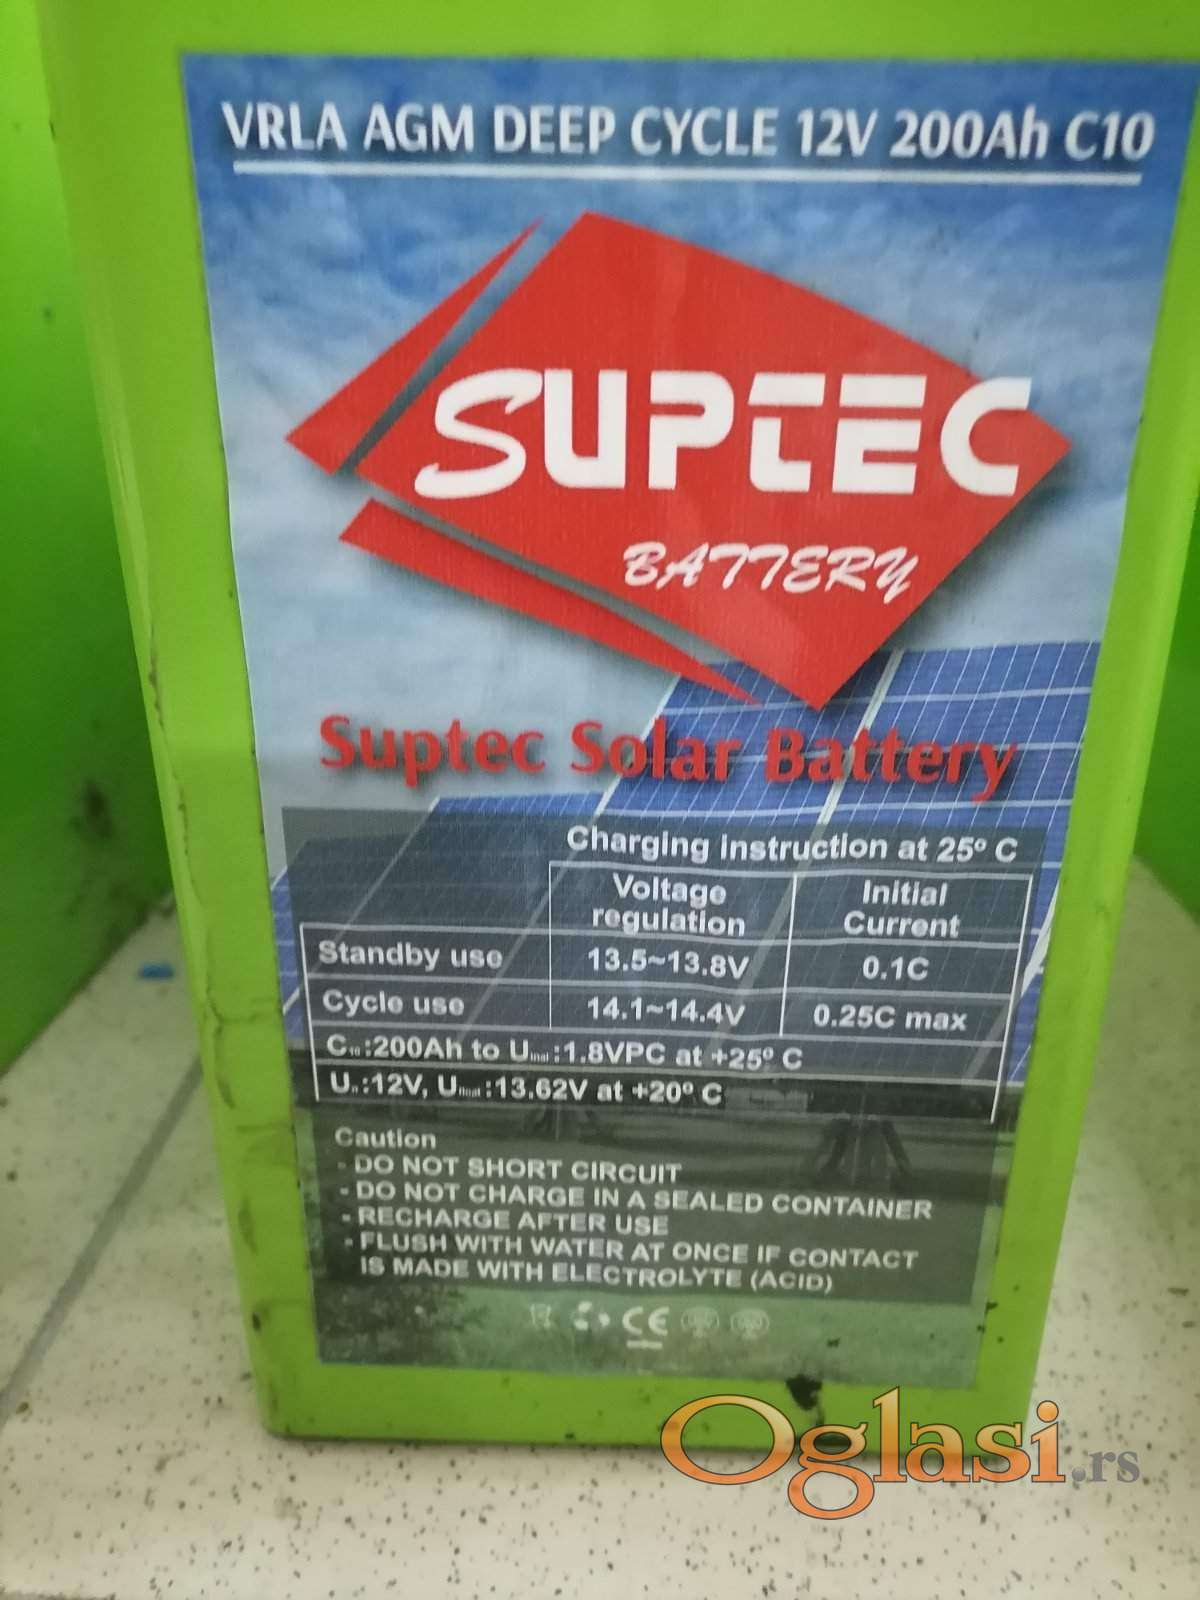 VRLA AGM DEEP CYCLE 12V 200Ah C10
SUPTEC
BATTERY
Suptec Solar Battery
Charging instruction at 25º C
Voltage regulation Initial Current
Standby use 13.5~13.8V 0.1C
Cycle use 14.1~14.4V 0.25C max
C10:200Ah to Ufinal:1.8VPC at +25º C
Un:12V, Ufloat:13.62V at +20º C
Caution
- DO NOT SHORT CIRCUIT
- DO NOT CHARGE IN A SEALED CONTAINER
- RECHARGE AFTER USE
- FLUSH WITH WATER AT ONCE IF CONTACT
IS MADE WITH ELECTROLYTE (ACID)
CE
Oglasi.rs